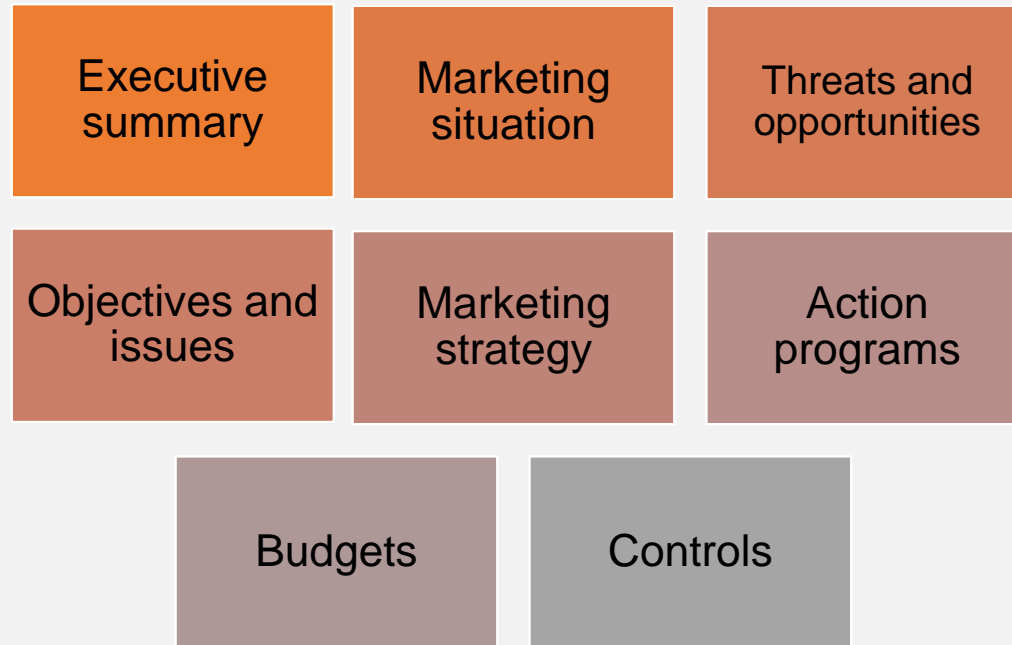 Executive
summary
Marketing
situation
Threats and
opportunities
Objectives and
issues
Marketing
strategy
Action
programs
Budgets
Controls